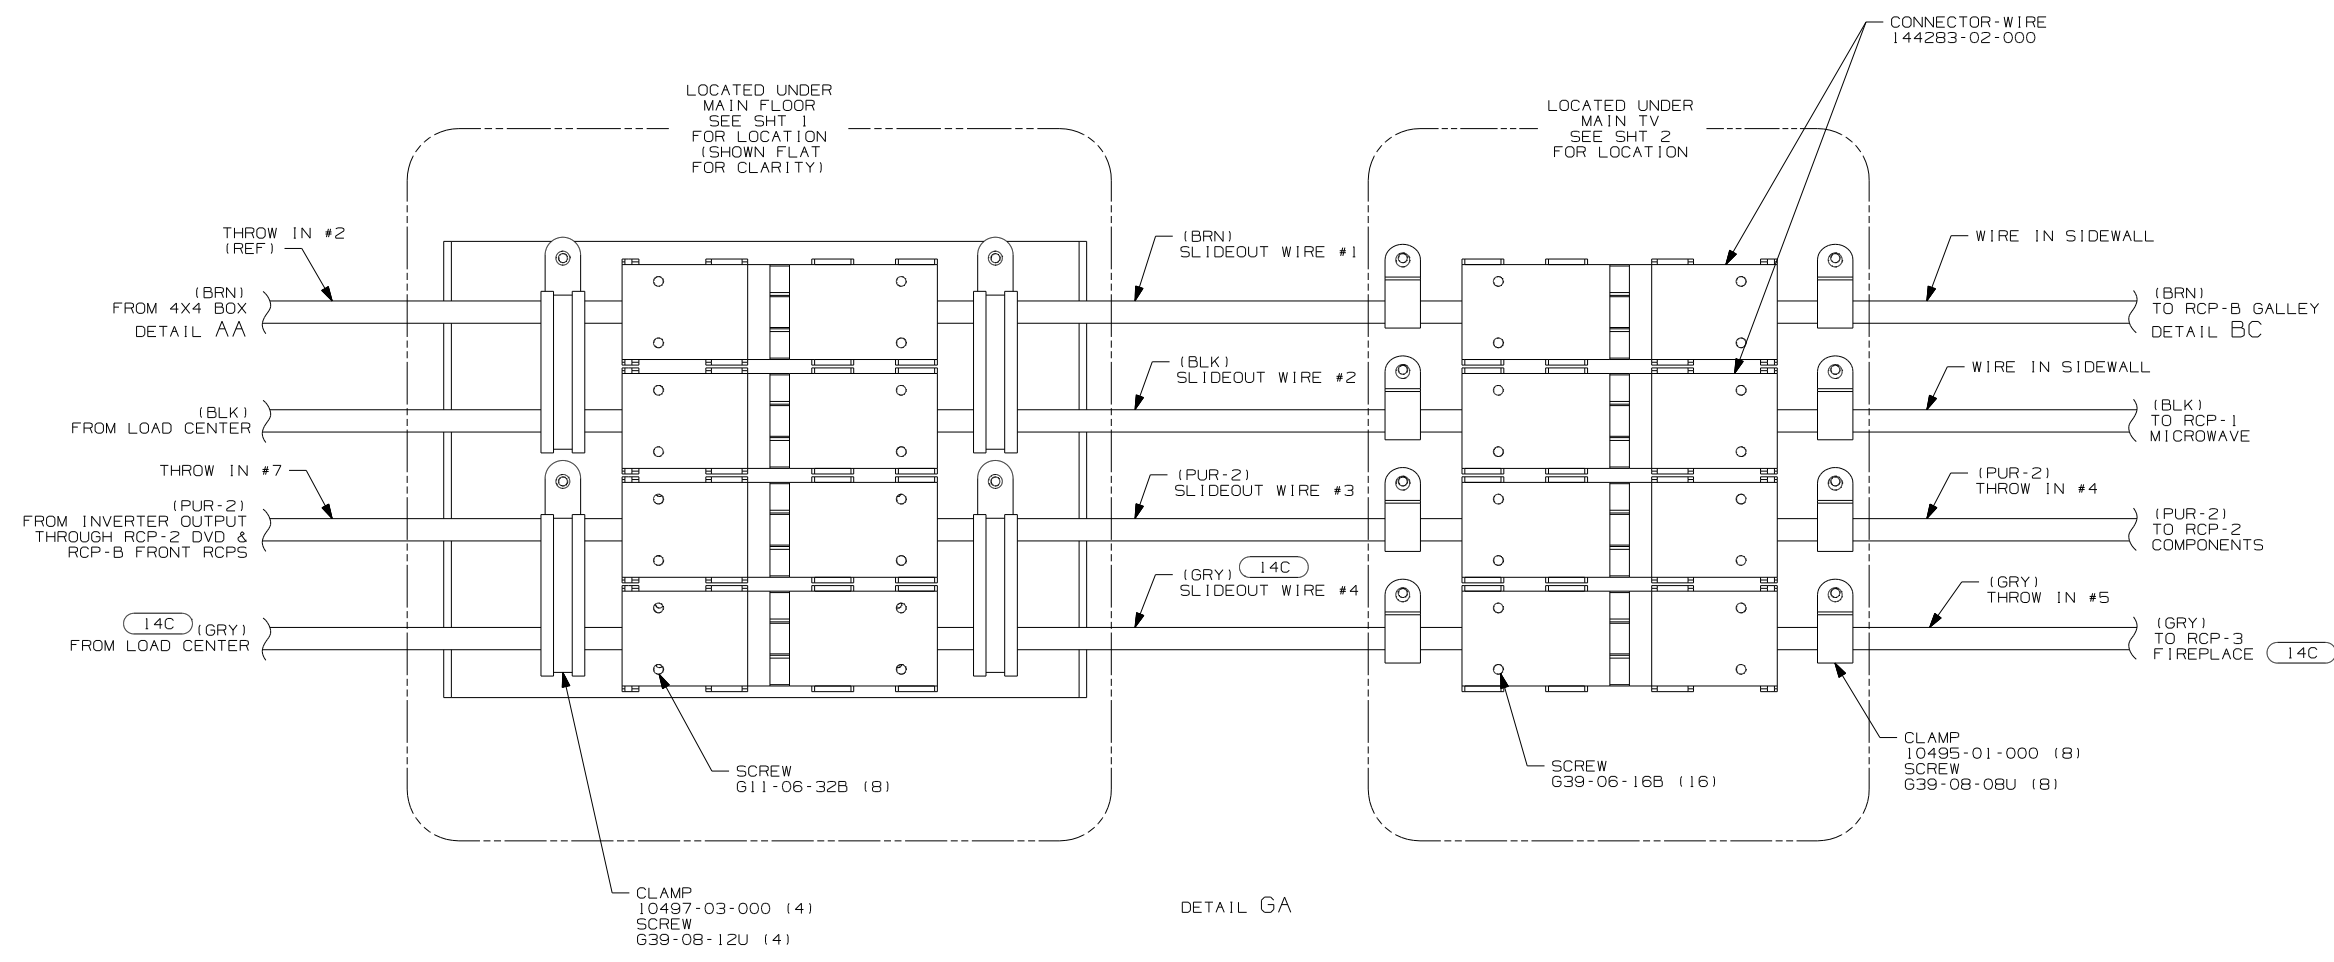 CONNECTOR-WIRE
144283-02-000
LOCATED UNDER
MAIN FLOOR
SEE SHT 1
FOR LOCATION
(SHOWN FLAT
FOR CLARITY)
LOCATED UNDER
MAIN TV
SEE SHT 2
FOR LOCATION
THROW IN #2
(REF)
(BRN)
SLIDEOUT WIRE #1
WIRE IN SIDEWALL
(BRN)
FROM 4X4 BOX
DETAIL AA
(BRN)
TO RCP-B GALLEY
DETAIL BC
(BLK)
SLIDEOUT WIRE #2
WIRE IN SIDEWALL
(BLK)
FROM LOAD CENTER
(BLK)
TO RCP-1
MICROWAVE
THROW IN #7
(PUR-2)
SLIDEOUT WIRE #3
(PUR-2)
THROW IN #4
(PUR-2)
FROM INVERTER OUTPUT
THROUGH RCP-2 DVD &
RCP-B FRONT RCPS
(PUR-2)
TO RCP-2
COMPONENTS
(GRY) 14C
SLIDEOUT WIRE #4
(GRY)
THROW IN #5
14C (GRY)
FROM LOAD CENTER
(GRY)
TO RCP-3
FIREPLACE 14C
SCREW
G11-06-32B (8)
SCREW
G39-06-16B (16)
CLAMP
10495-01-000 (8)
SCREW
G39-08-08U (8)
CLAMP
10497-03-000 (4)
SCREW
G39-08-12U (4)
DETAIL GA